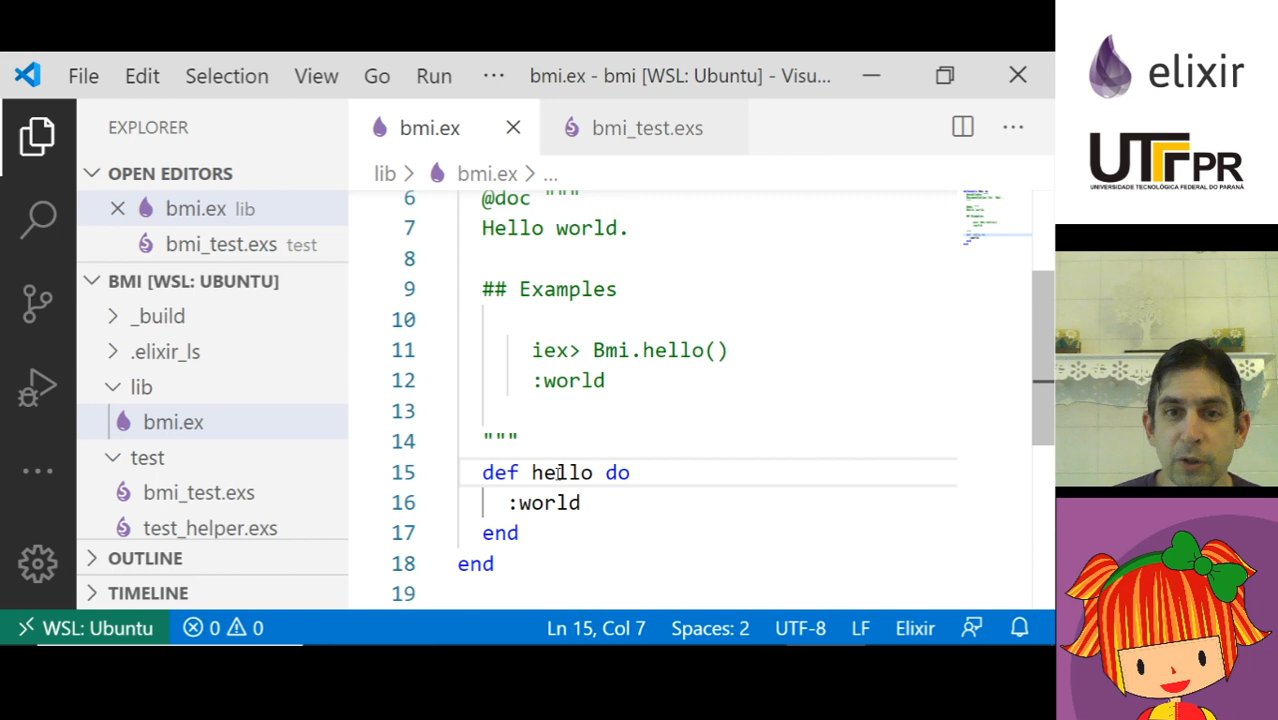 File Edit Selection View Go Run ··· bmi.ex - bmi [WSL: Ubuntu] - Visu...
EXPLORER
OPEN EDITORS
bmi.ex lib
bmi_test.exs test
BMI [WSL: UBUNTU]
_build
.elixir_ls
lib
bmi.ex
test
bmi_test.exs
test_helper.exs
OUTLINE
TIMELINE
bmi.ex bmi_test.exs ···
lib > bmi.ex > ...
6 @doc """
7 Hello world.
8
9 ## Examples
10
11 iex> Bmi.hello()
12 :world
13
14 """
15 def hello do
16 :world
17 end
18 end
19
WSL: Ubuntu 0 0 Ln 15, Col 7 Spaces: 2 UTF-8 LF Elixir
elixir
UTFPR
UNIVERSIDADE TECNOLÓGICA FEDERAL DO PARANÁ